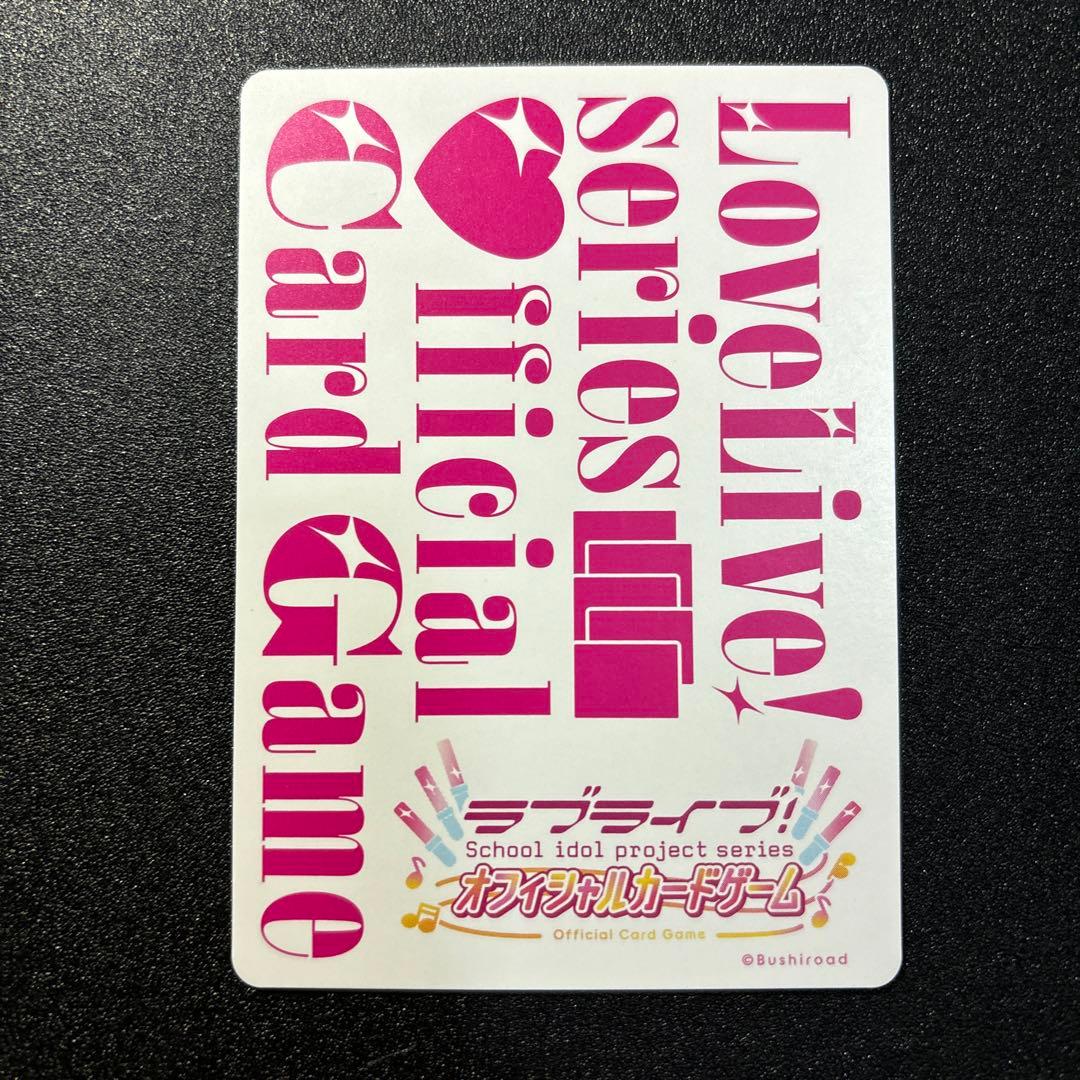 LoveLive!
series
♥fficial
Card Game
ラブライブ!
School idol project series
オフィシャルカードゲーム
Official Card Game
©Bushiroad